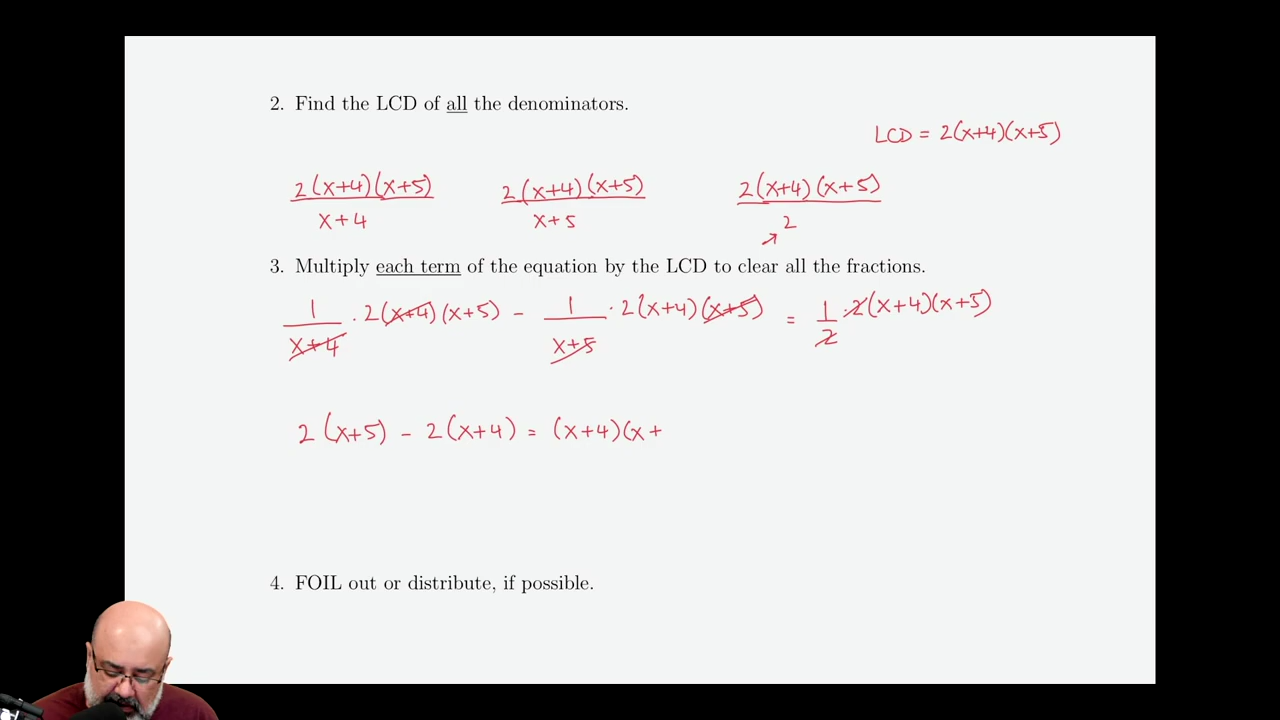 2. Find the LCD of all the denominators.
LCD = 2(x+4)(x+5)
2(x+4)(x+5) / x+4    2(x+4)(x+5) / x+5    2(x+4)(x+5) / 2
3. Multiply each term of the equation by the LCD to clear all the fractions.
1/(x+4) · 2(x+4)(x+5) - 1/(x+5) · 2(x+4)(x+5) = 1/2 · 2(x+4)(x+5)
2(x+5) - 2(x+4) = (x+4)(x+
4. FOIL out or distribute, if possible.